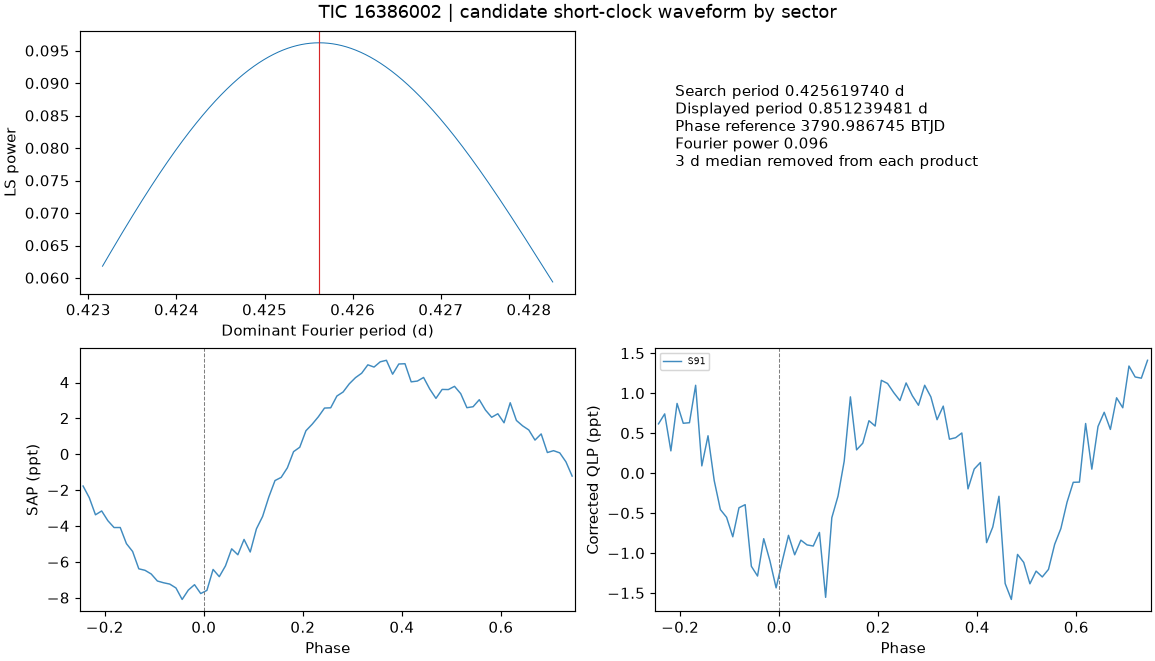 TIC 16386002 | candidate short-clock waveform by sector
LS power
0.095
0.090
0.085
0.080
0.075
0.070
0.065
0.060
0.423
0.424
0.425
0.426
0.427
0.428
Dominant Fourier period (d)
Search period 0.425619740 d
Displayed period 0.851239481 d
Phase reference 3790.986745 BTJD
Fourier power 0.096
3 d median removed from each product
SAP (ppt)
4
2
0
−2
−4
−6
−8
−0.2
0.0
0.2
0.4
0.6
Phase
Corrected QLP (ppt)
1.5
1.0
0.5
0.0
−0.5
−1.0
−1.5
S91
−0.2
0.0
0.2
0.4
0.6
Phase